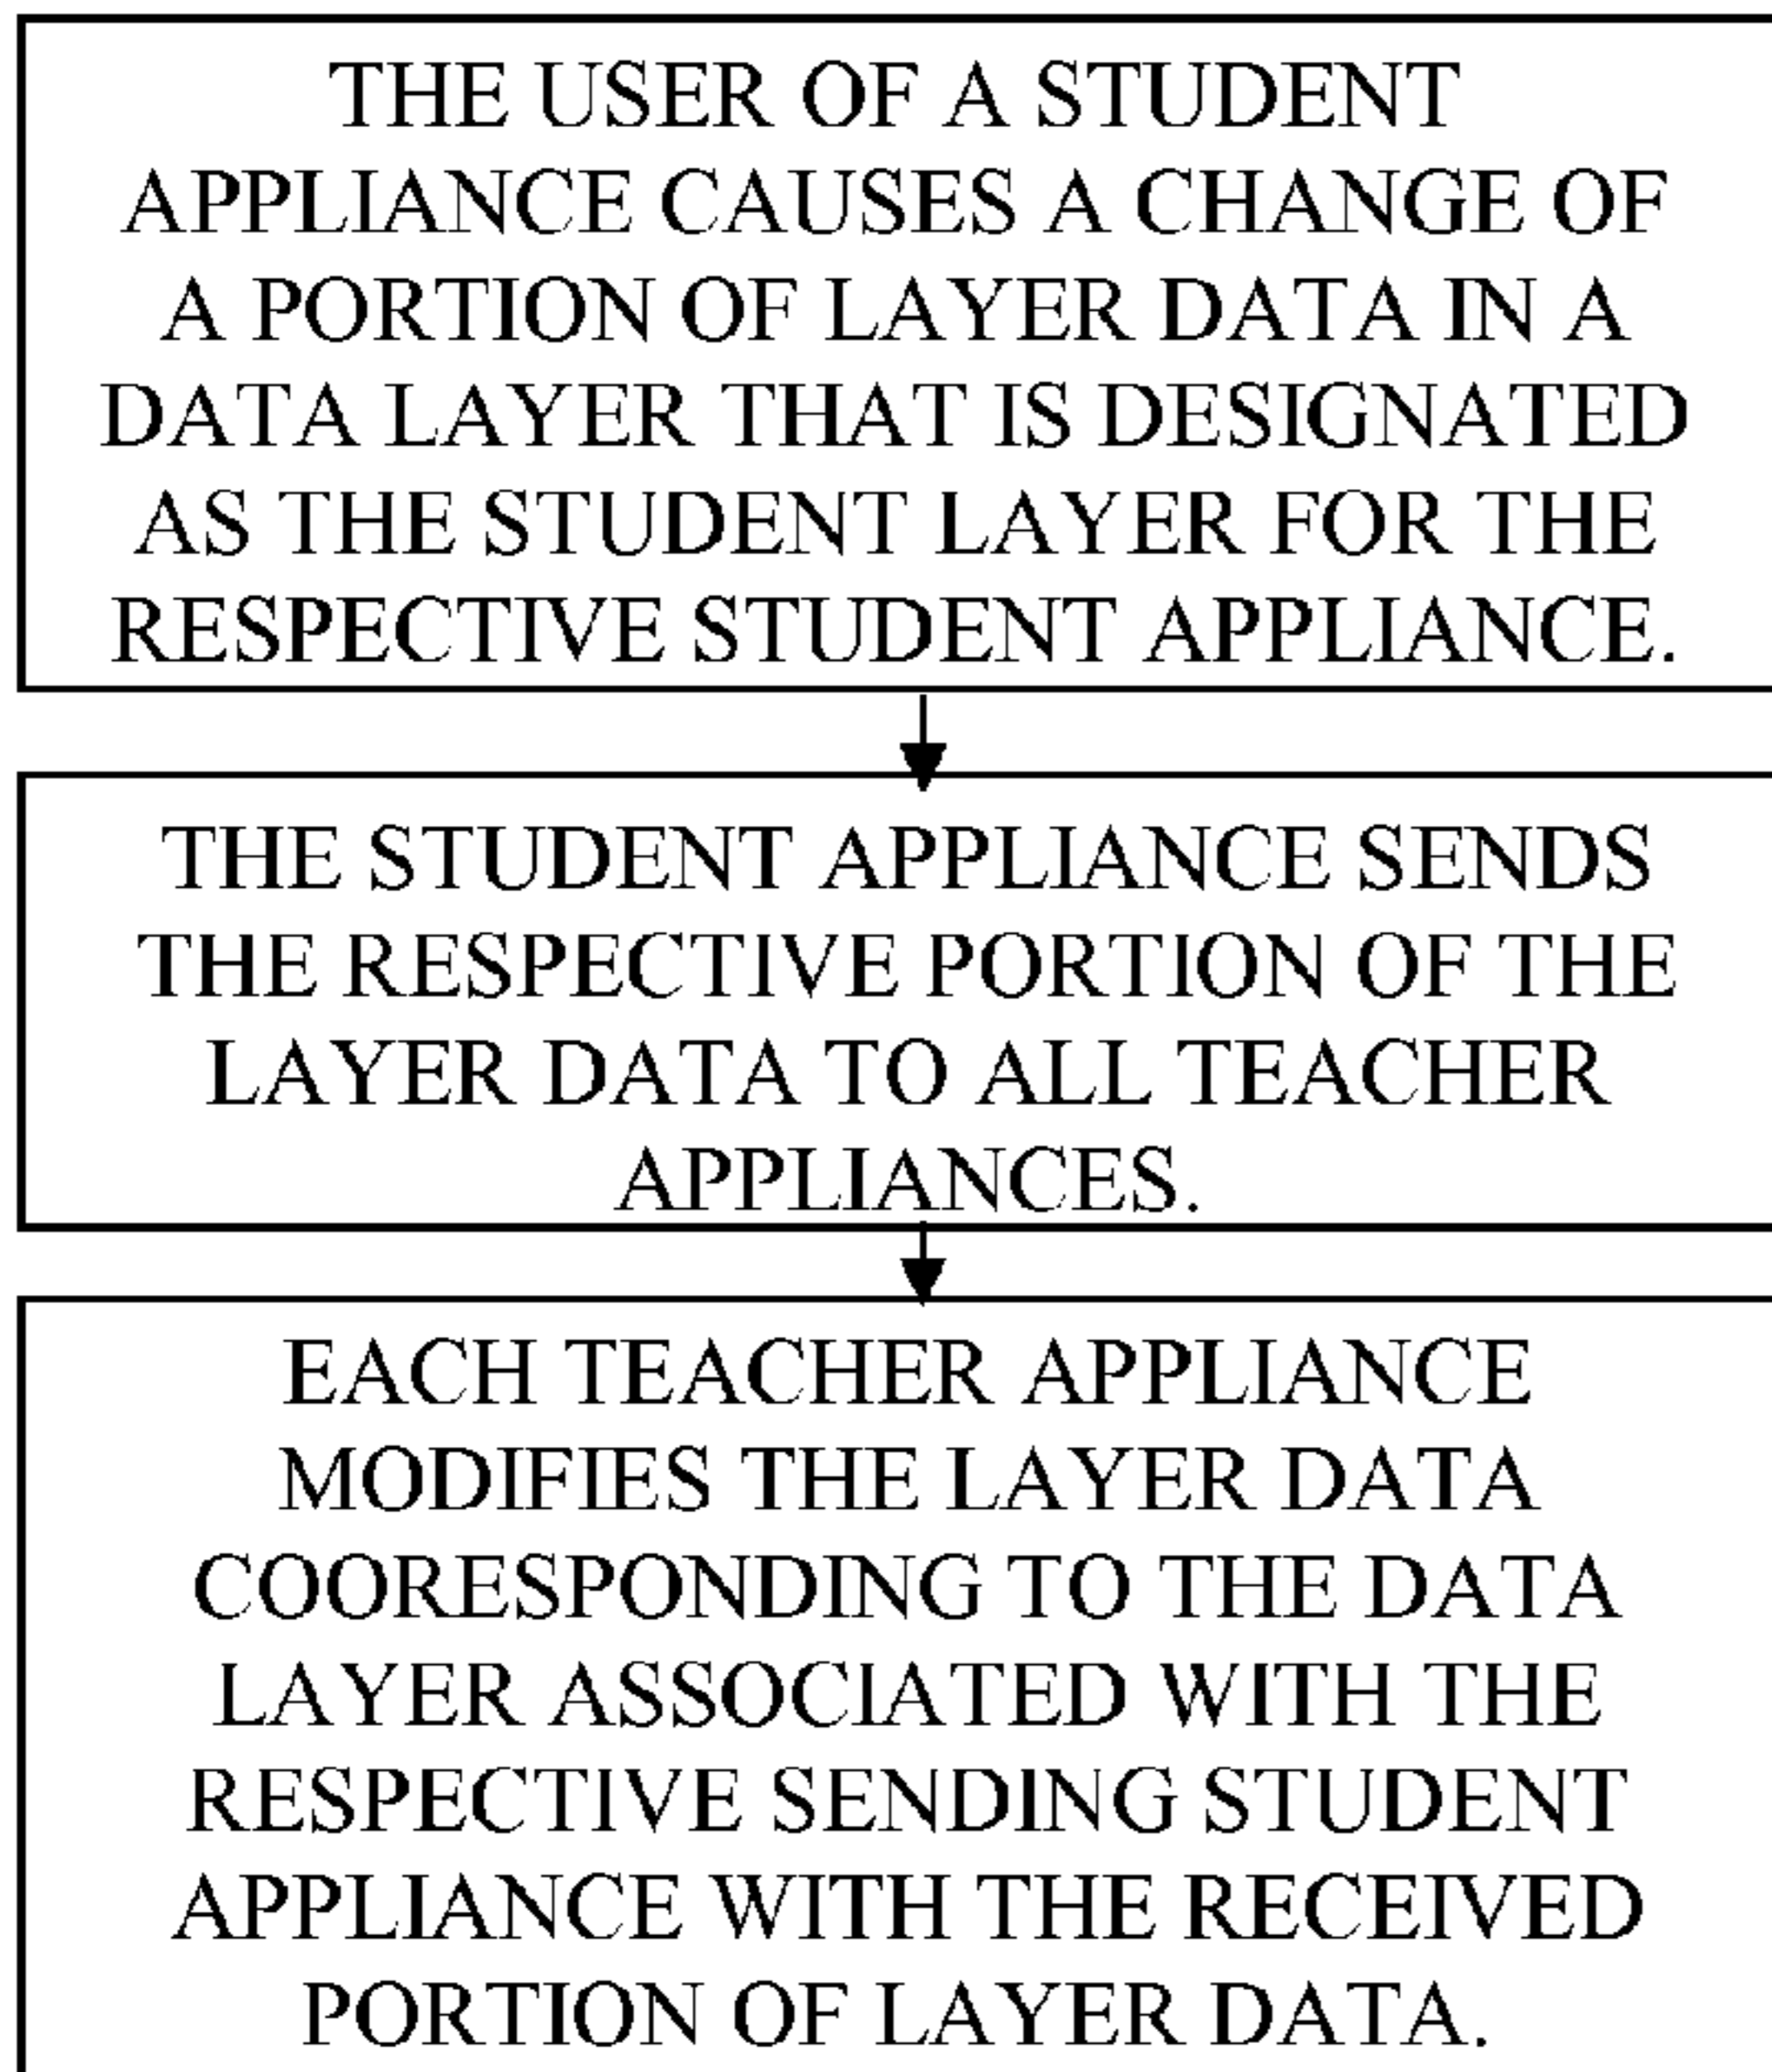 THE USER OF A STUDENT
APPLIANCE CAUSES A CHANGE OF
A PORTION OF LAYER DATA IN A
DATA LAYER THAT IS DESIGNATED
AS THE STUDENT LAYER FOR THE
RESPECTIVE STUDENT APPLIANCE.
THE STUDENT APPLIANCE SENDS
THE RESPECTIVE PORTION OF THE
LAYER DATA TO ALL TEACHER
APPLIANCES.
EACH TEACHER APPLIANCE
MODIFIES THE LAYER DATA
COORESPONDING TO THE DATA
LAYER ASSOCIATED WITH THE
RESPECTIVE SENDING STUDENT
APPLIANCE WITH THE RECEIVED
PORTION OF LAYER DATA.